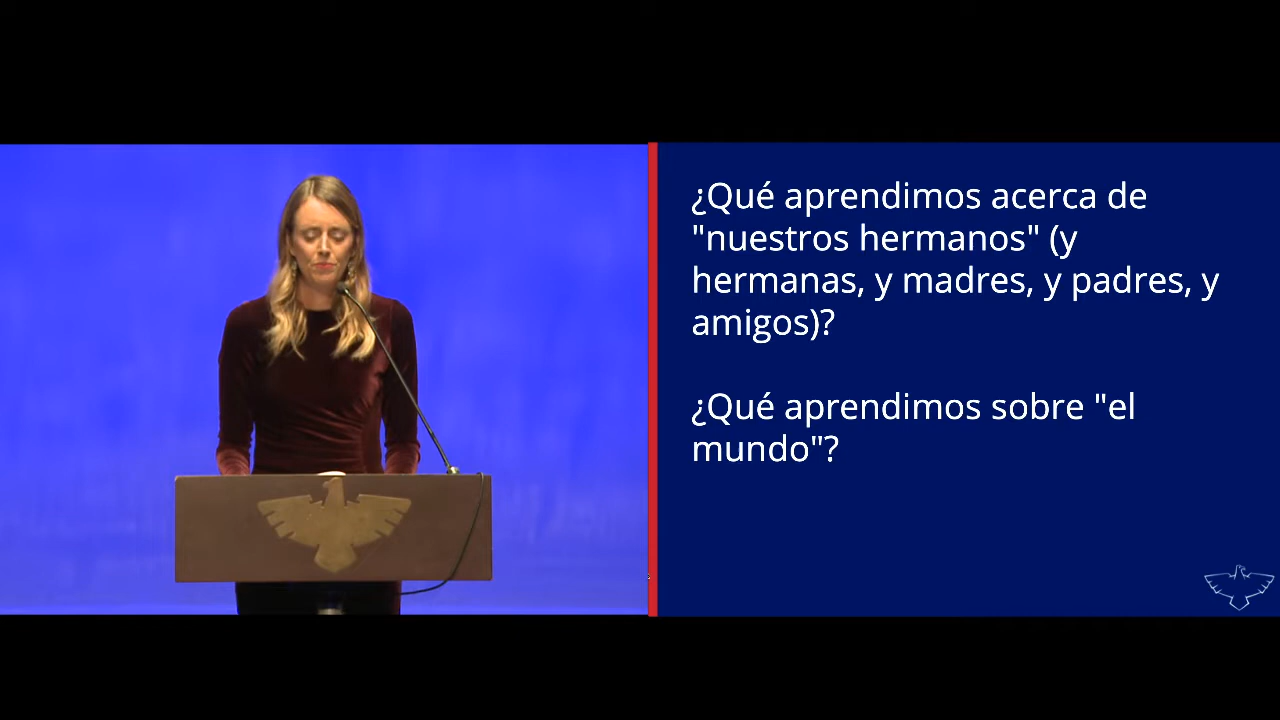 ¿Qué aprendimos acerca de
"nuestros hermanos" (y
hermanas, y madres, y padres, y
amigos)?
¿Qué aprendimos sobre "el
mundo"?